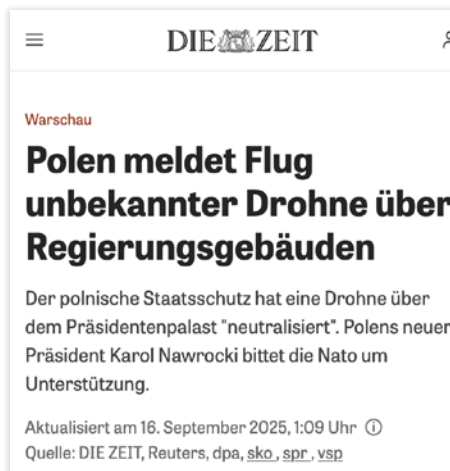 DIE ZEIT
Warschau
Polen meldet Flug
unbekannter Drohne über
Regierungsgebäuden
Der polnische Staatsschutz hat eine Drohne über
dem Präsidentenpalast "neutralisiert". Polens neuer
Präsident Karol Nawrocki bittet die Nato um
Unterstützung.
Aktualisiert am 16. September 2025, 1:09 Uhr
Quelle: DIE ZEIT, Reuters, dpa, sko, spr, vsp